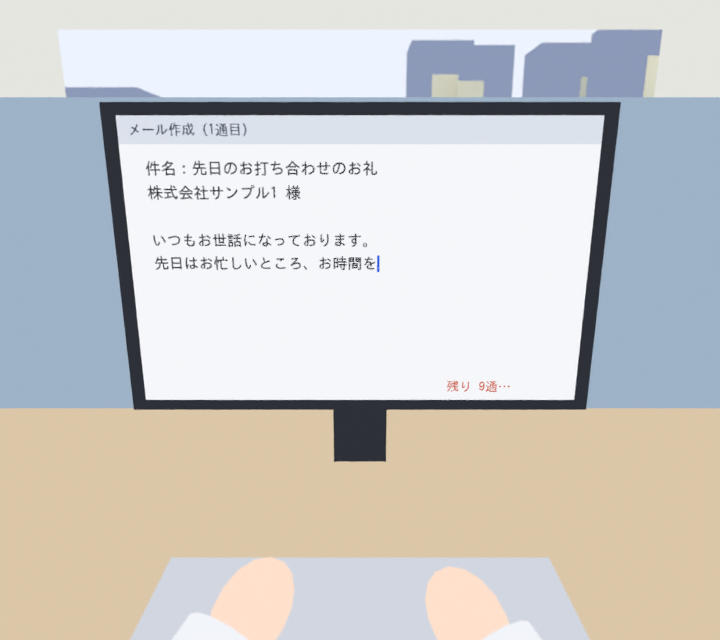 メール作成（1通目）
件名：先日のお打ち合わせのお礼
株式会社サンプル1 様
いつもお世話になっております。
先日はお忙しいところ、お時間を
残り 9通…